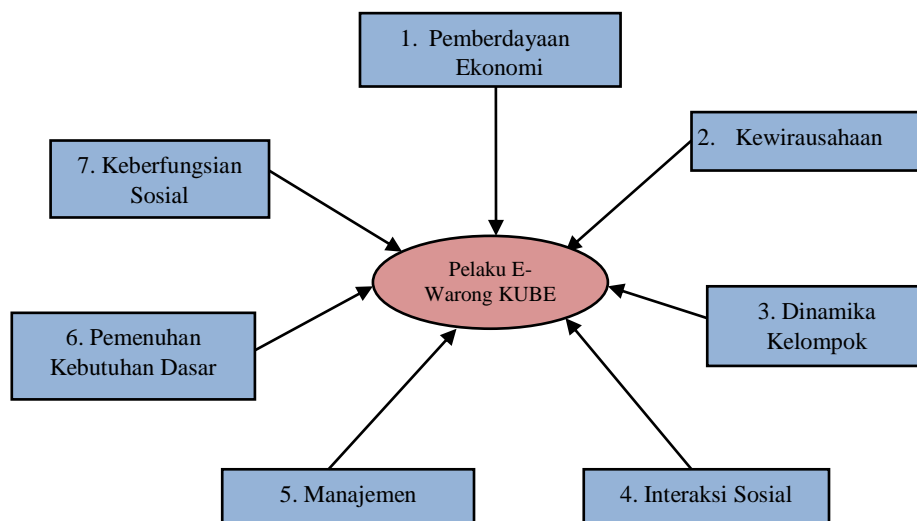 1. Pemberdayaan
Ekonomi
2. Kewirausahaan
7. Keberfungsian
Sosial
Pelaku E-
Warong KUBE
3. Dinamika
Kelompok
6. Pemenuhan
Kebutuhan Dasar
5. Manajemen
4. Interaksi Sosial